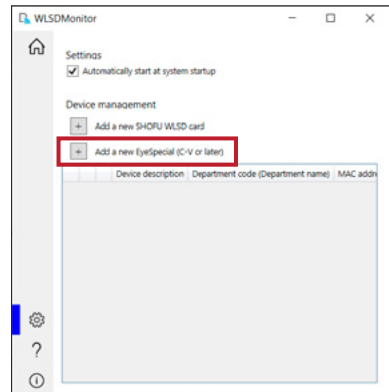 WLSDMonitor
Settings
Automatically start at system startup
Device management
+ Add a new SHOFU WLSD card
+ Add a new EyeSpecial (C-V or later)
Device description Department code (Department name) MAC addre